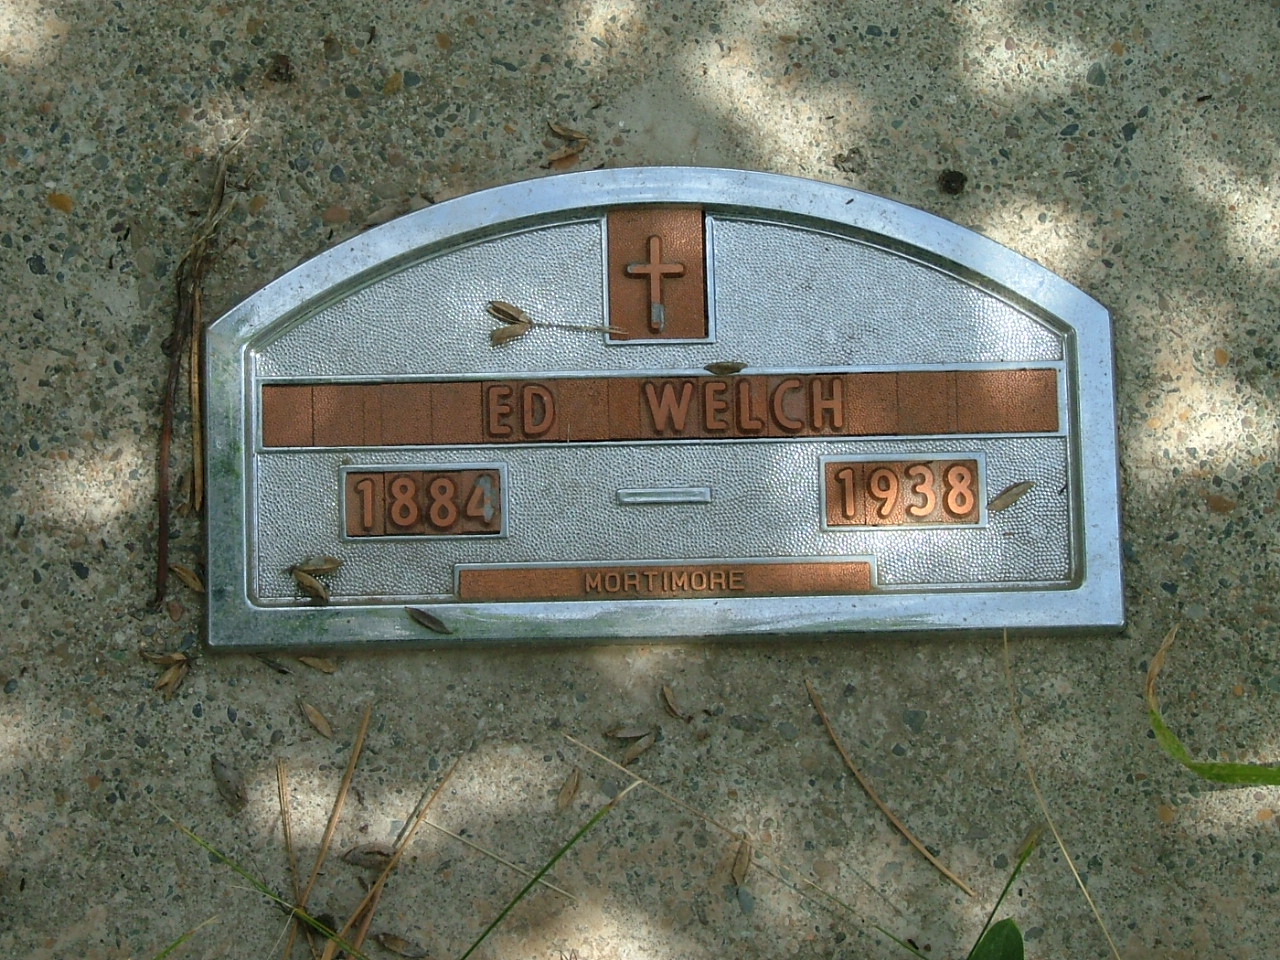 ED WELCH
1884 — 1938
MORTIMORE